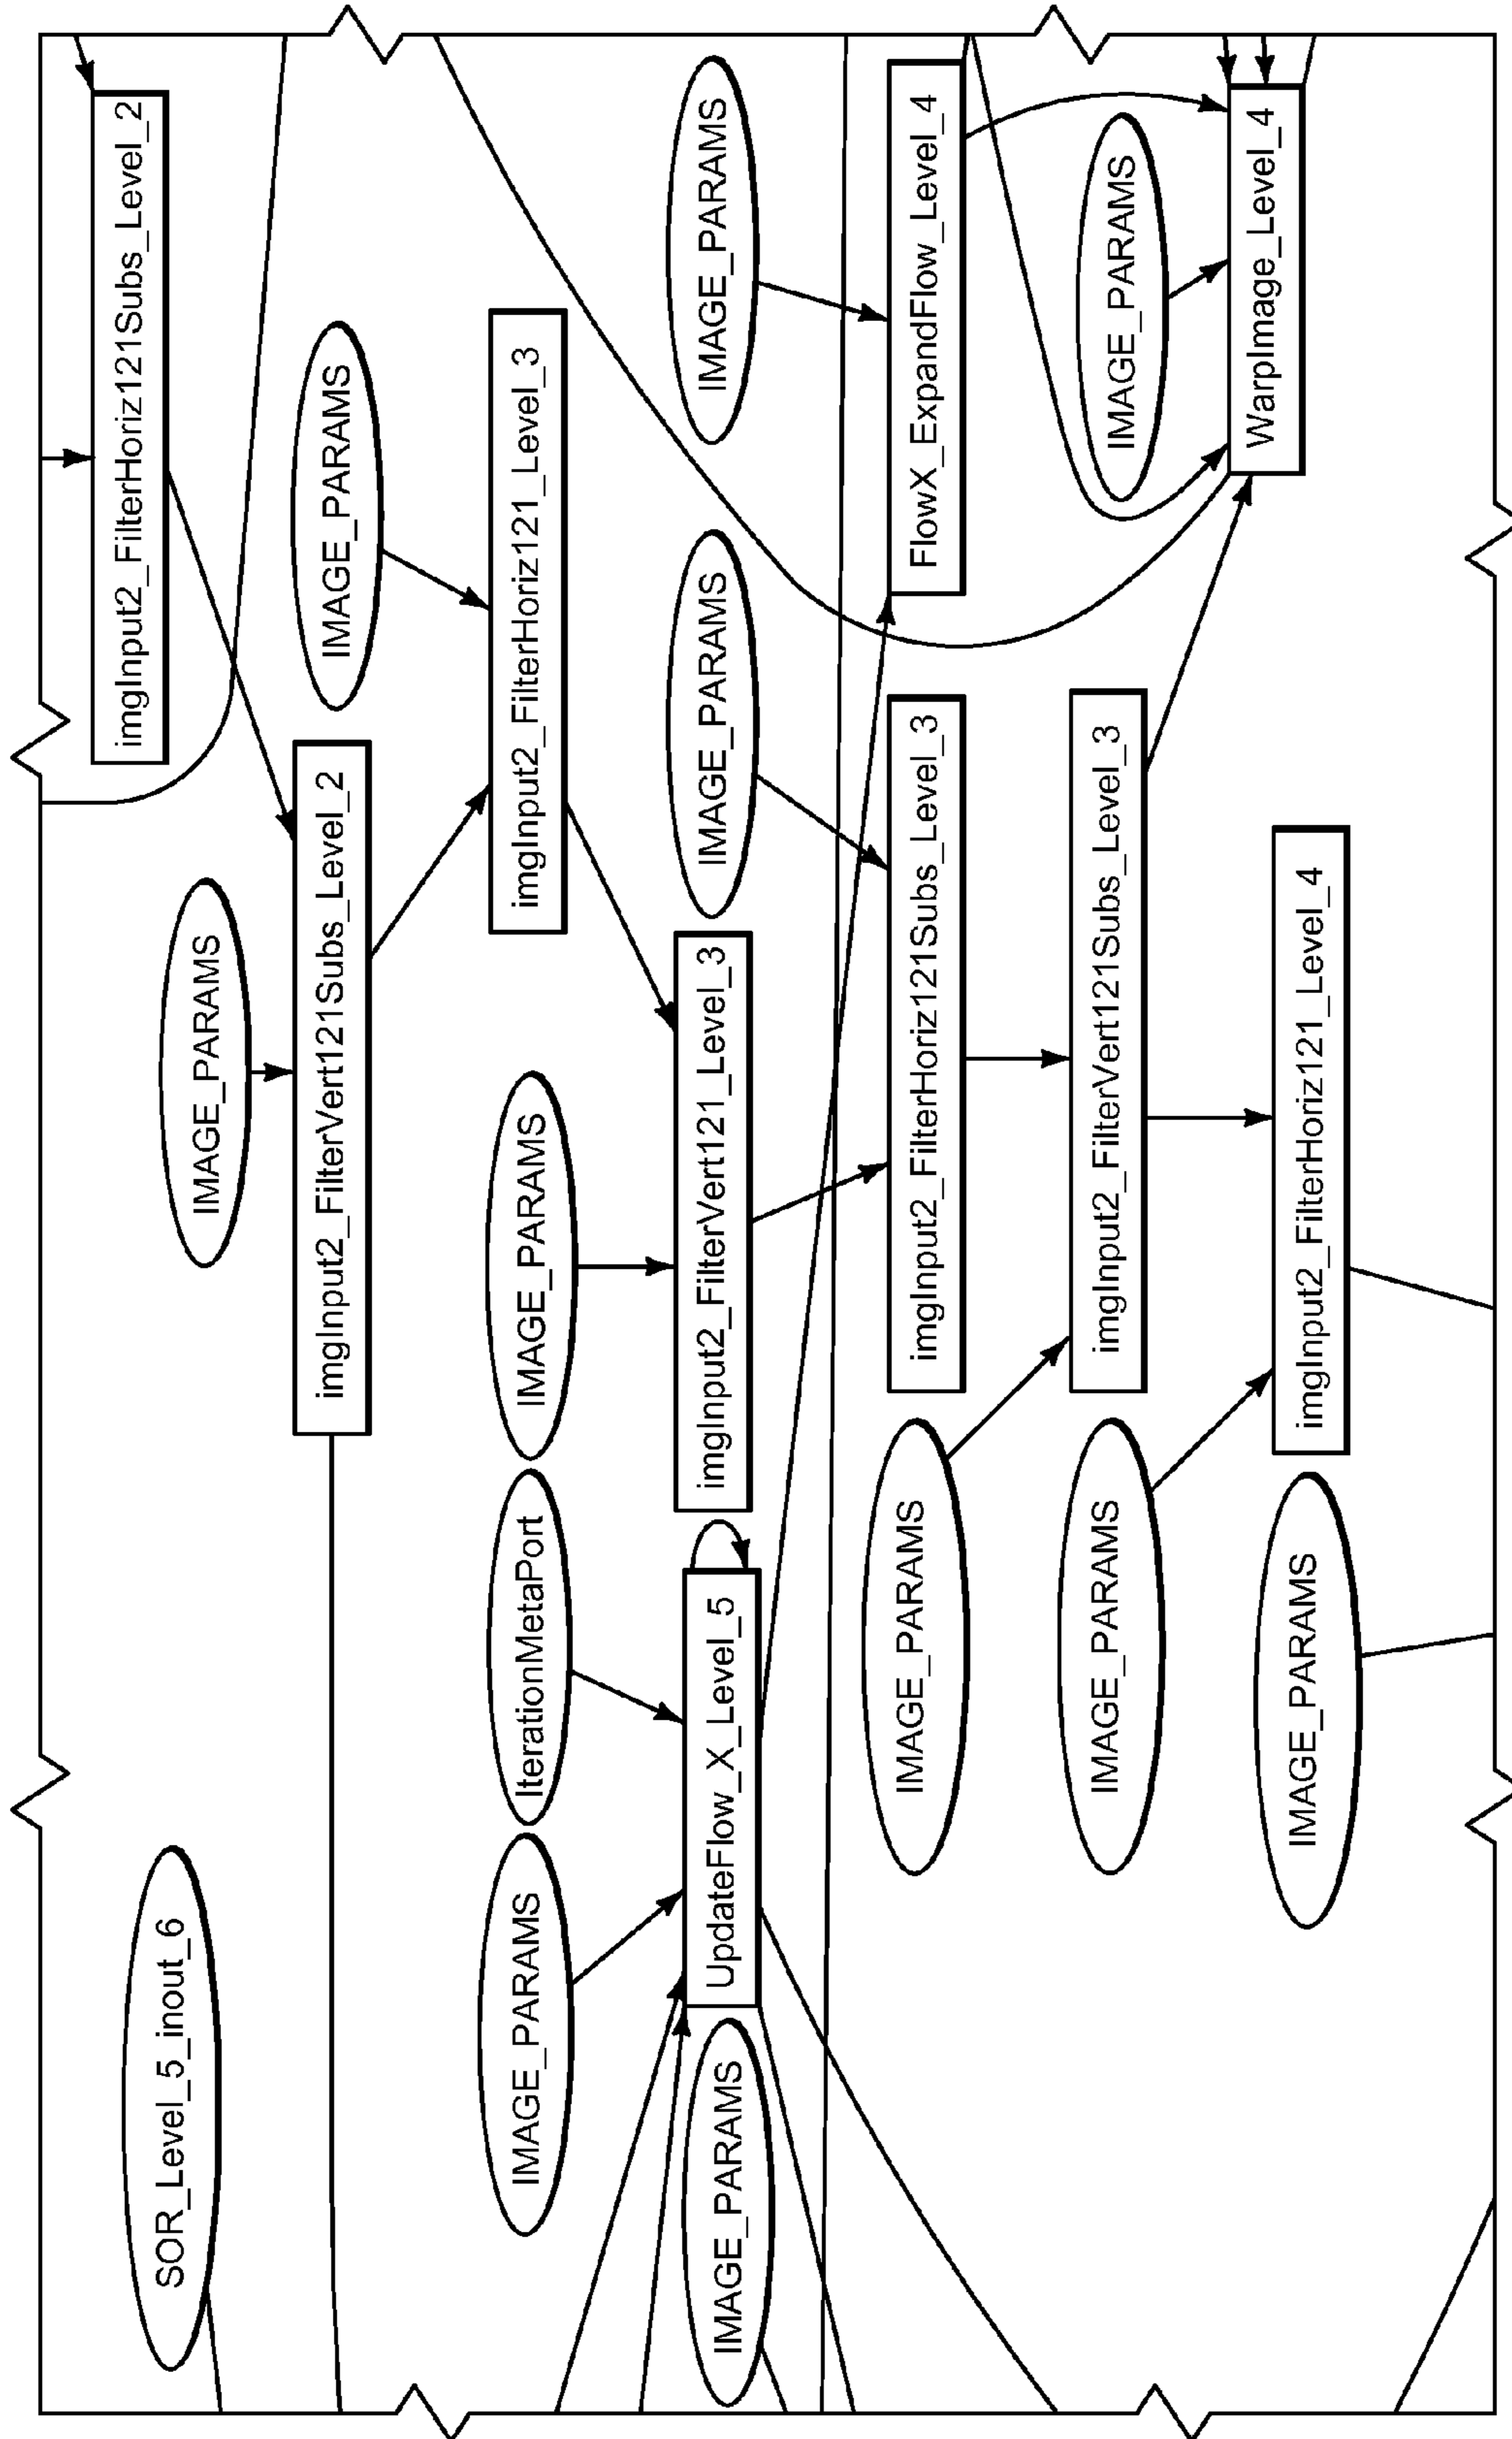 imgInput2_FilterHoriz121Subs_Level_2
SOR_Level_5_inout_6
IMAGE_PARAMS
imgInput2_FilterVert121Subs_Level_2
IMAGE_PARAMS
IMAGE_PARAMS
IterationMetaPort
IMAGE_PARAMS
imgInput2_FilterHoriz121_Level_3
IMAGE_PARAMS
UpdateFlow_X_Level_5
imgInput2_FilterVert121_Level_3
IMAGE_PARAMS
IMAGE_PARAMS
IMAGE_PARAMS
imgInput2_FilterHoriz121Subs_Level_3
FlowX_ExpandFlow_Level_4
IMAGE_PARAMS
imgInput2_FilterVert121Subs_Level_3
IMAGE_PARAMS
IMAGE_PARAMS
imgInput2_FilterHoriz121_Level_4
WarpImage_Level_4